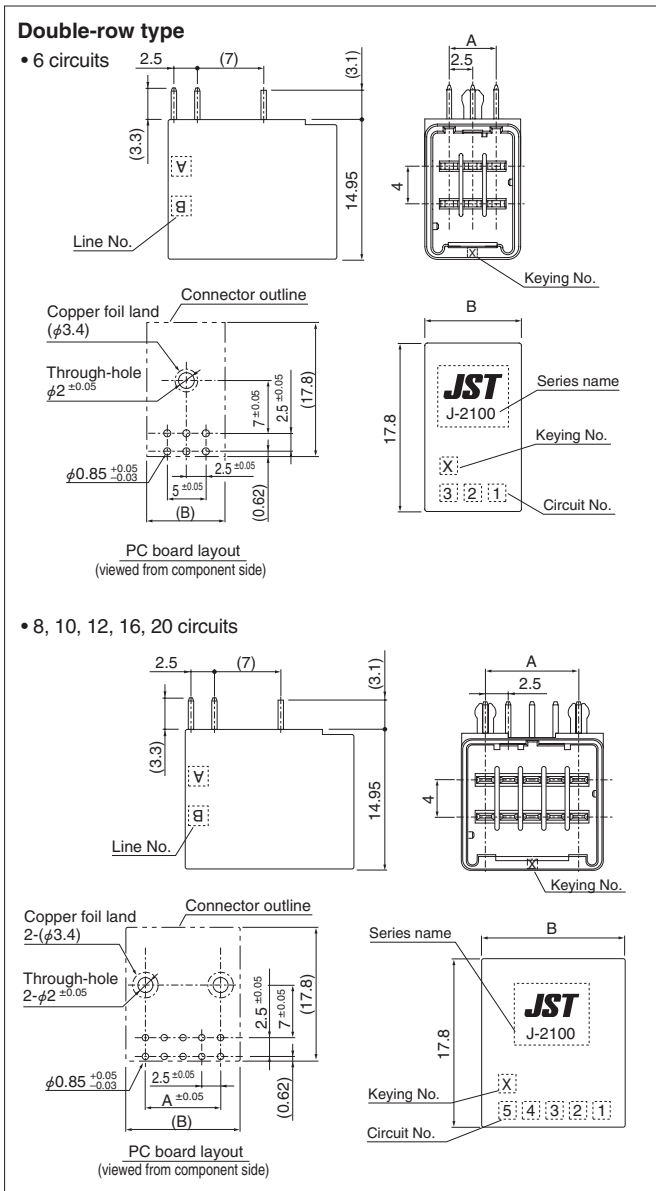 Double-row type
• 6 circuits
2.5
(7)
(3.1)
(3.3)
14.95
A
B
Line No.
A
2.5
4
X
Keying No.
Copper foil land
(φ3.4)
Connector outline
Through-hole
φ2 ±0.05
7±0.05
2.5 ±0.05
(17.8)
φ0.85 +0.05 -0.03
2.5 ±0.05
5 ±0.05
(0.62)
(B)
PC board layout
(viewed from component side)
B
17.8
JST
J-2100
Series name
X
Keying No.
3 2 1
Circuit No.
• 8, 10, 12, 16, 20 circuits
2.5
(7)
(3.1)
(3.3)
14.95
A
B
Line No.
A
2.5
4
X
Keying No.
Copper foil land
2-(φ3.4)
Connector outline
Through-hole
2-φ2 ±0.05
2.5 ±0.05
7 ±0.05
(17.8)
φ0.85 +0.05 -0.03
2.5 ±0.05
A ±0.05
(0.62)
(B)
PC board layout
(viewed from component side)
Series name
B
17.8
JST
J-2100
X
Keying No.
5 4 3 2 1
Circuit No.